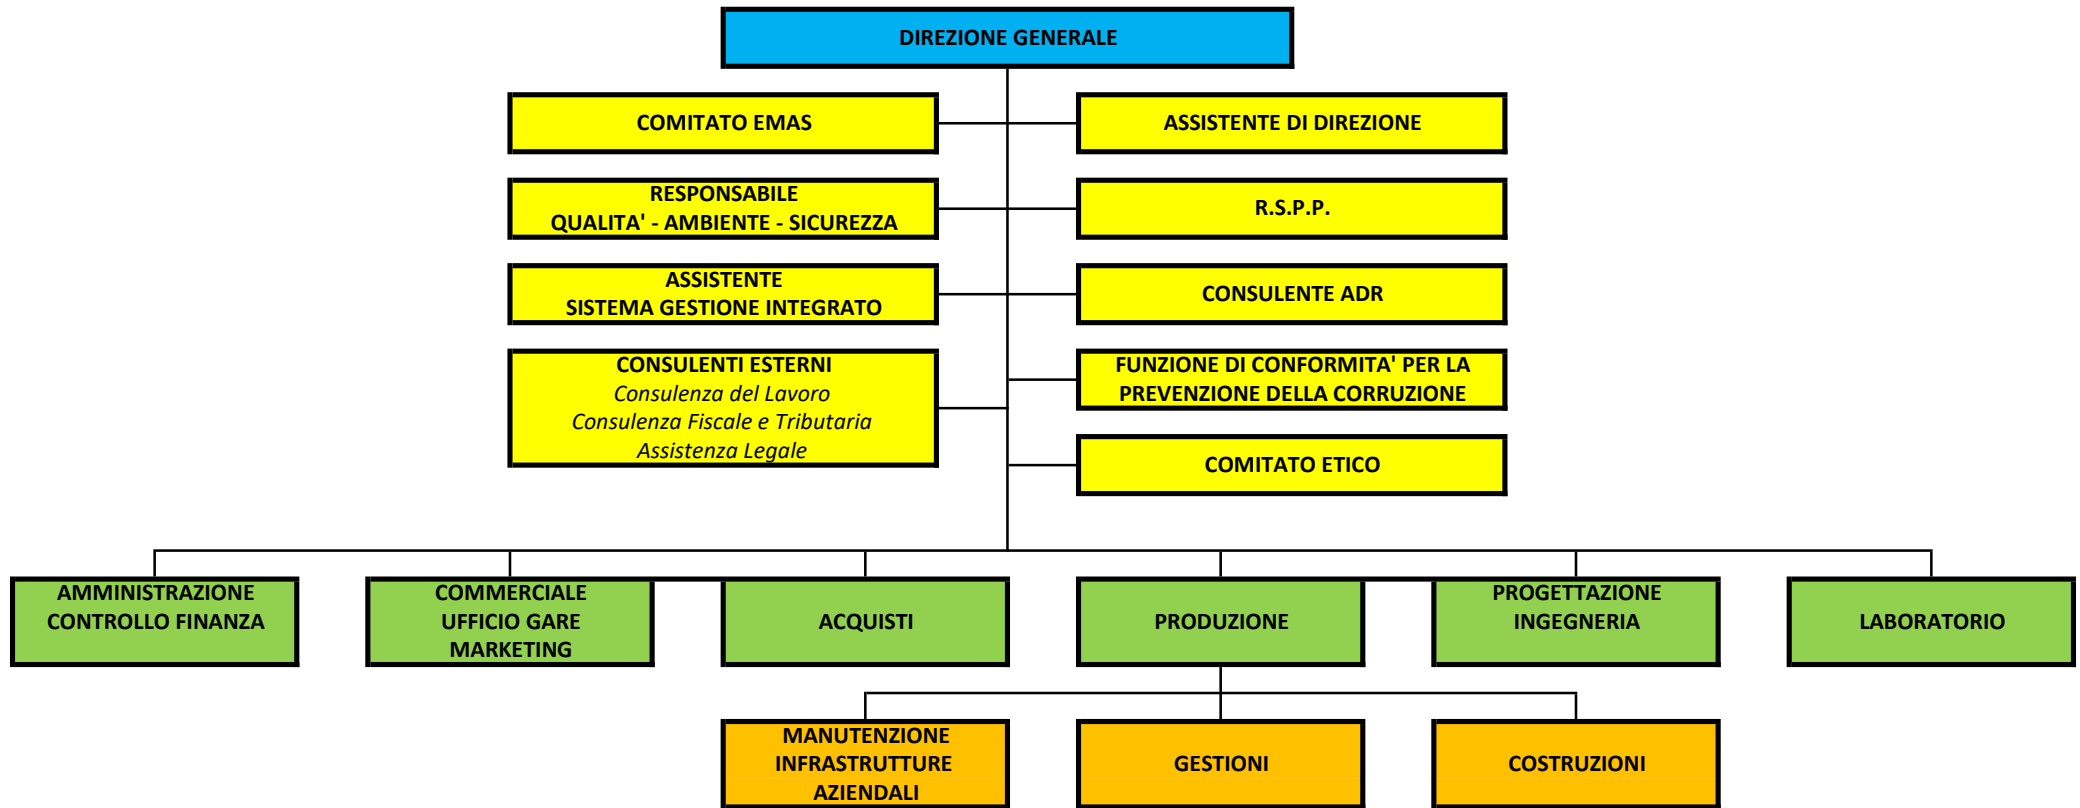 DIREZIONE GENERALE
COMITATO EMAS
ASSISTENTE DI DIREZIONE
RESPONSABILE
QUALITA' - AMBIENTE - SICUREZZA
R.S.P.P.
ASSISTENTE
SISTEMA GESTIONE INTEGRATO
CONSULENTE ADR
CONSULENTI ESTERNI
Consulenza del Lavoro
Consulenza Fiscale e Tributaria
Assistenza Legale
FUNZIONE DI CONFORMITA' PER LA
PREVENZIONE DELLA CORRUZIONE
COMITATO ETICO
AMMINISTRAZIONE
CONTROLLO FINANZA
COMMERCIALE
UFFICIO GARE
MARKETING
ACQUISTI
PRODUZIONE
PROGETTAZIONE
INGEGNERIA
LABORATORIO
MANUTENZIONE
INFRASTRUTTURE
AZIENDALI
GESTIONI
COSTRUZIONI